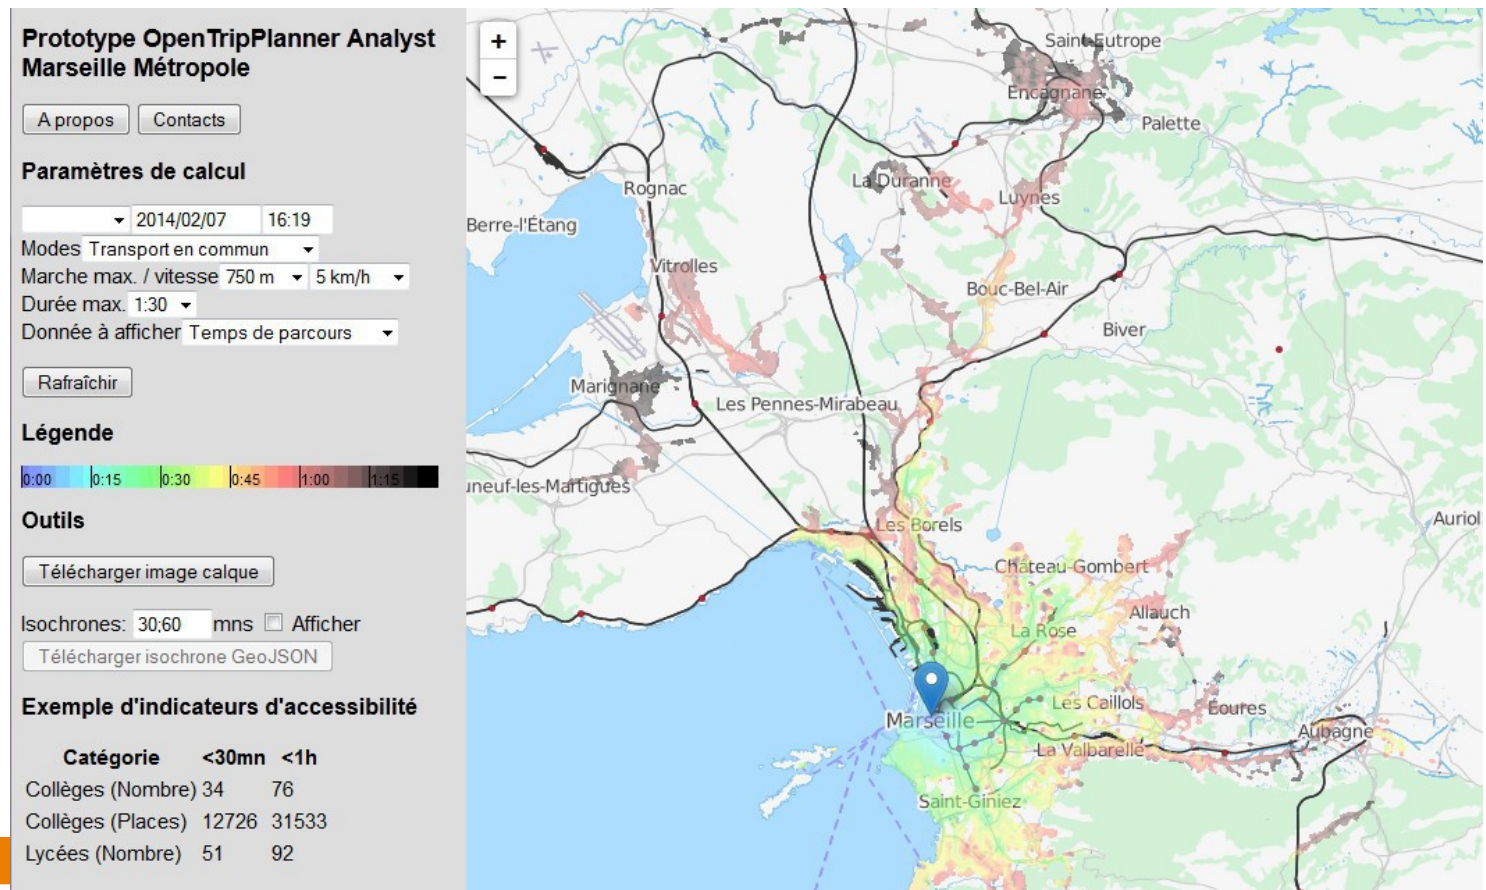 Prototype OpenTripPlanner Analyst
Marseille Métropole
A propos Contacts
Paramètres de calcul
2014/02/07 16:19
Modes Transport en commun
Marche max. / vitesse 750 m 5 km/h
Durée max. 1:30
Donnée à afficher Temps de parcours
Rafraîchir
Légende
0:00 0:15 0:30 0:45 1:00 1:15
Outils
Télécharger image calque
Isochrones: 30;60 mns Afficher
Télécharger isochrone GeoJSON
Exemple d'indicateurs d'accessibilité
Catégorie <30mn <1h
Collèges (Nombre) 34 76
Collèges (Places) 12726 31533
Lycées (Nombre) 51 92
+
−
Saint-Eutrope
Encagnane
Palette
La Duranne
Rognac
Luynes
Berre-l'Étang
Vitrolles
Bouc-Bel-Air
Biver
Marignane
Les Pennes-Mirabeau
uneuf-les-Martigues
Les Borels
Auriol
Château-Gombert
Allauch
La Rose
Les Caillols
Éoures
Marseille
Aubagne
La Valbarelle
Saint-Giniez